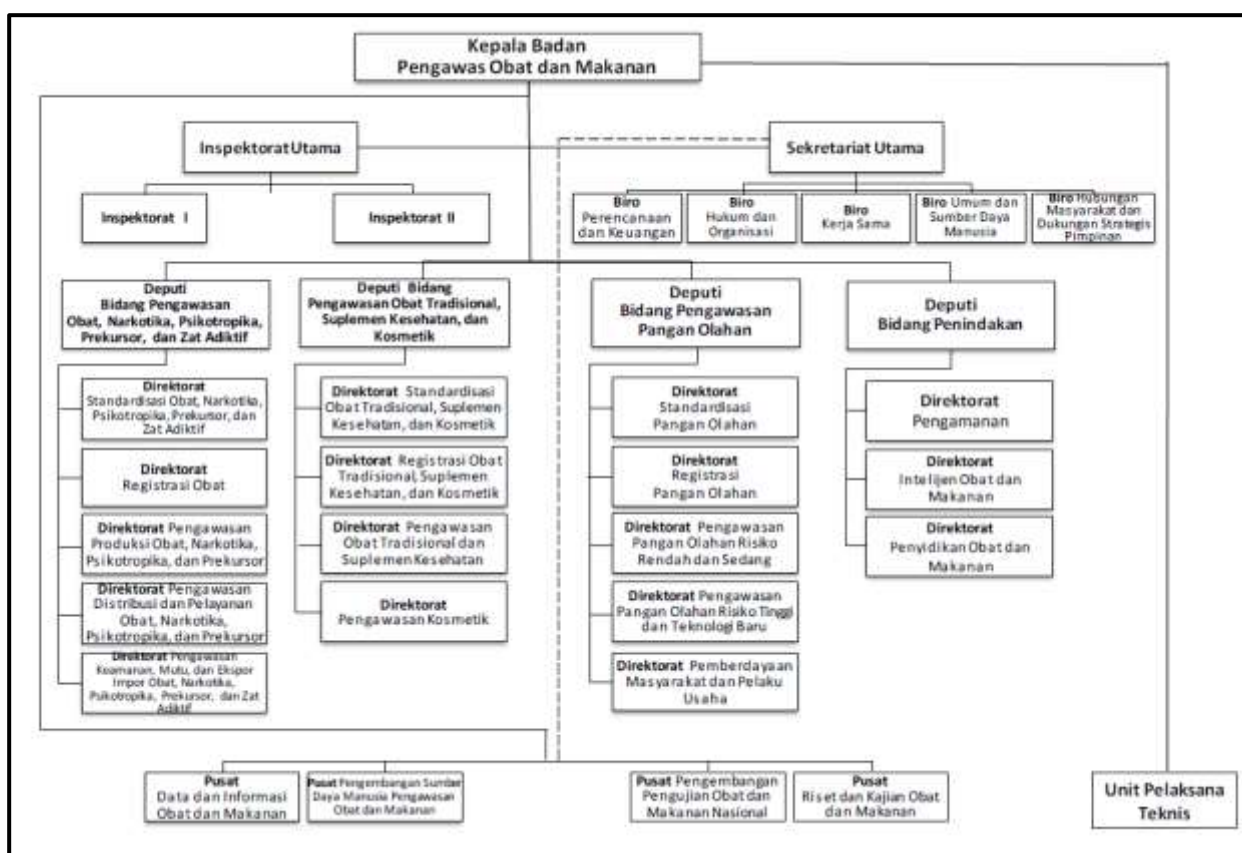 Kepala Badan
Pengawas Obat dan Makanan
Inspektorat Utama
Sekretariat Utama
Inspektorat I
Inspektorat II
Biro
Perencanaan
dan Keuangan
Biro
Hukum dan
Organisasi
Biro
Kerja Sama
Biro Umum dan
Sumber Daya
Manusia
Biro Hubungan
Masyarakat dan
Dukungan Strategis
Pimpinan
Deputi
Bidang Pengawasan
Obat, Narkotika, Psikotropika,
Prekursor, dan Zat Adiktif
Deputi Bidang
Pengawasan Obat Tradisional,
Suplemen Kesehatan, dan
Kosmetik
Deputi
Bidang Pengawasan
Pangan Olahan
Deputi
Bidang Penindakan
Direktorat
Standardisasi Obat, Narkotika,
Psikotropika, Prekursor, dan
Zat Adiktif
Direktorat
Registrasi Obat
Direktorat Pengawasan
Produksi Obat, Narkotika,
Psikotropika, dan Prekursor
Direktorat Pengawasan
Distribusi dan Pelayanan
Obat, Narkotika,
Psikotropika, dan Prekursor
Direktorat Pengawasan
Keamanan, Mutu, dan Ekspor
Impor Obat, Narkotika,
Psikotropika, Prekursor, dan Zat
Adiktif
Direktorat Standardisasi
Obat Tradisional, Suplemen
Kesehatan, dan Kosmetik
Direktorat Registrasi Obat
Tradisional, Suplemen
Kesehatan, dan Kosmetik
Direktorat Pengawasan
Obat Tradisional dan
Suplemen Kesehatan
Direktorat
Pengawasan Kosmetik
Direktorat
Standardisasi
Pangan Olahan
Direktorat
Registrasi
Pangan Olahan
Direktorat Pengawasan
Pangan Olahan Risiko
Rendah dan Sedang
Direktorat Pengawasan
Pangan Olahan Risiko Tinggi
dan Teknologi Baru
Direktorat Pemberdayaan
Masyarakat dan Pelaku
Usaha
Direktorat
Pengamanan
Direktorat
Intelijen Obat dan
Makanan
Direktorat
Penyidikan Obat dan
Makanan
Pusat
Data dan Informasi
Obat dan Makanan
Pusat Pengembangan Sumber
Daya Manusia Pengawasan
Obat dan Makanan
Pusat Pengembangan
Pengujian Obat dan
Makanan Nasional
Pusat
Riset dan Kajian Obat
dan Makanan
Unit Pelaksana
Teknis